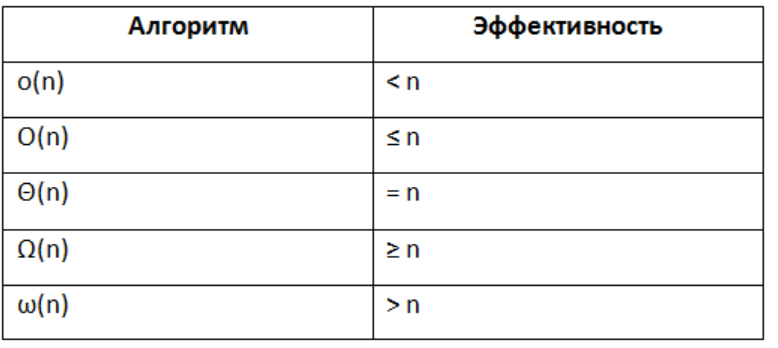 Алгоритм Эффективность
o(n) < n
O(n) ≤ n
Θ(n) = n
Ω(n) ≥ n
ω(n) > n